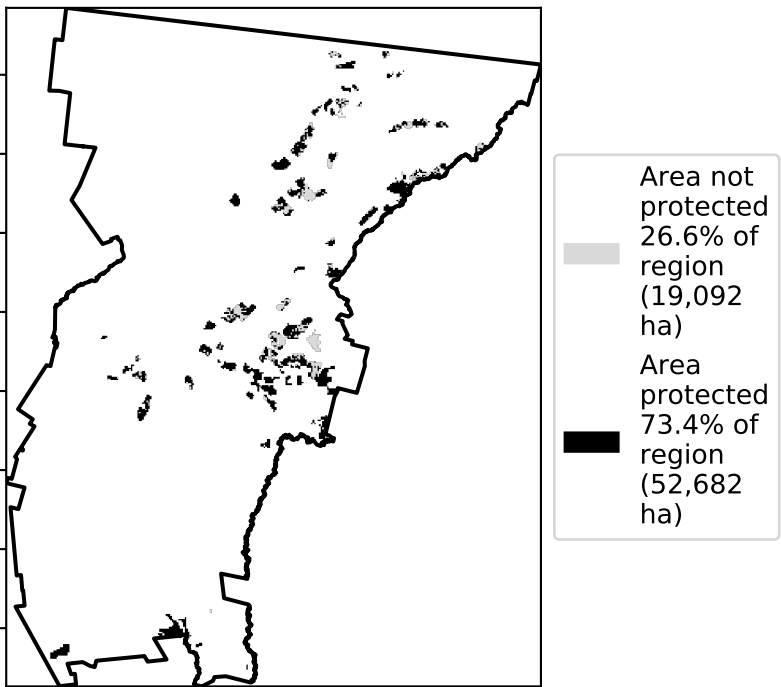 Area not
protected
26.6% of
region
(19,092
ha)
Area
protected
73.4% of
region
(52,682
ha)